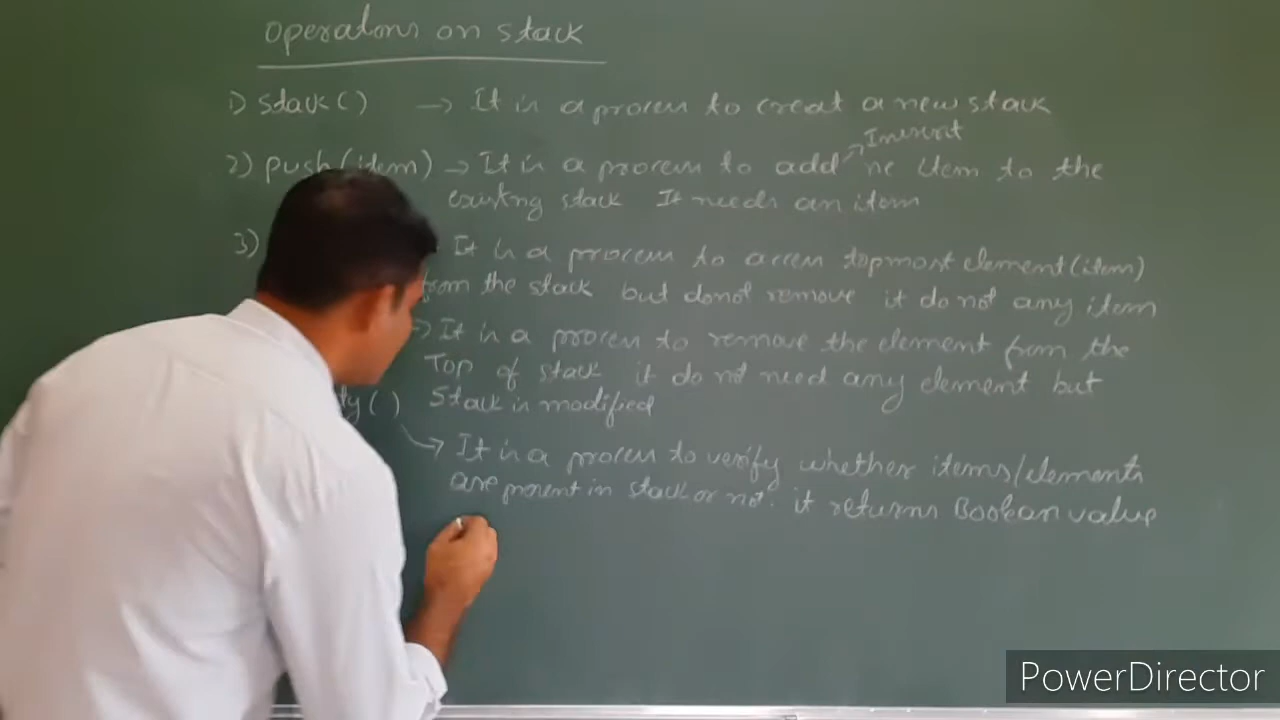 Operations on stack
1) stack() → It is a process to creat a new stack
Inserit
2) push(item) → It is a process to add ne item to the
existing stack It needs an item
3) It is a process to access topmost element(item)
from the stack but donot remove it do not any item
→ It is a process to remove the element from the
Top of stack it do not need any element but
ty() Stack is modified
→ It is a process to verify whether items/elements
are present in stack or not. it returns Boolean value
PowerDirector